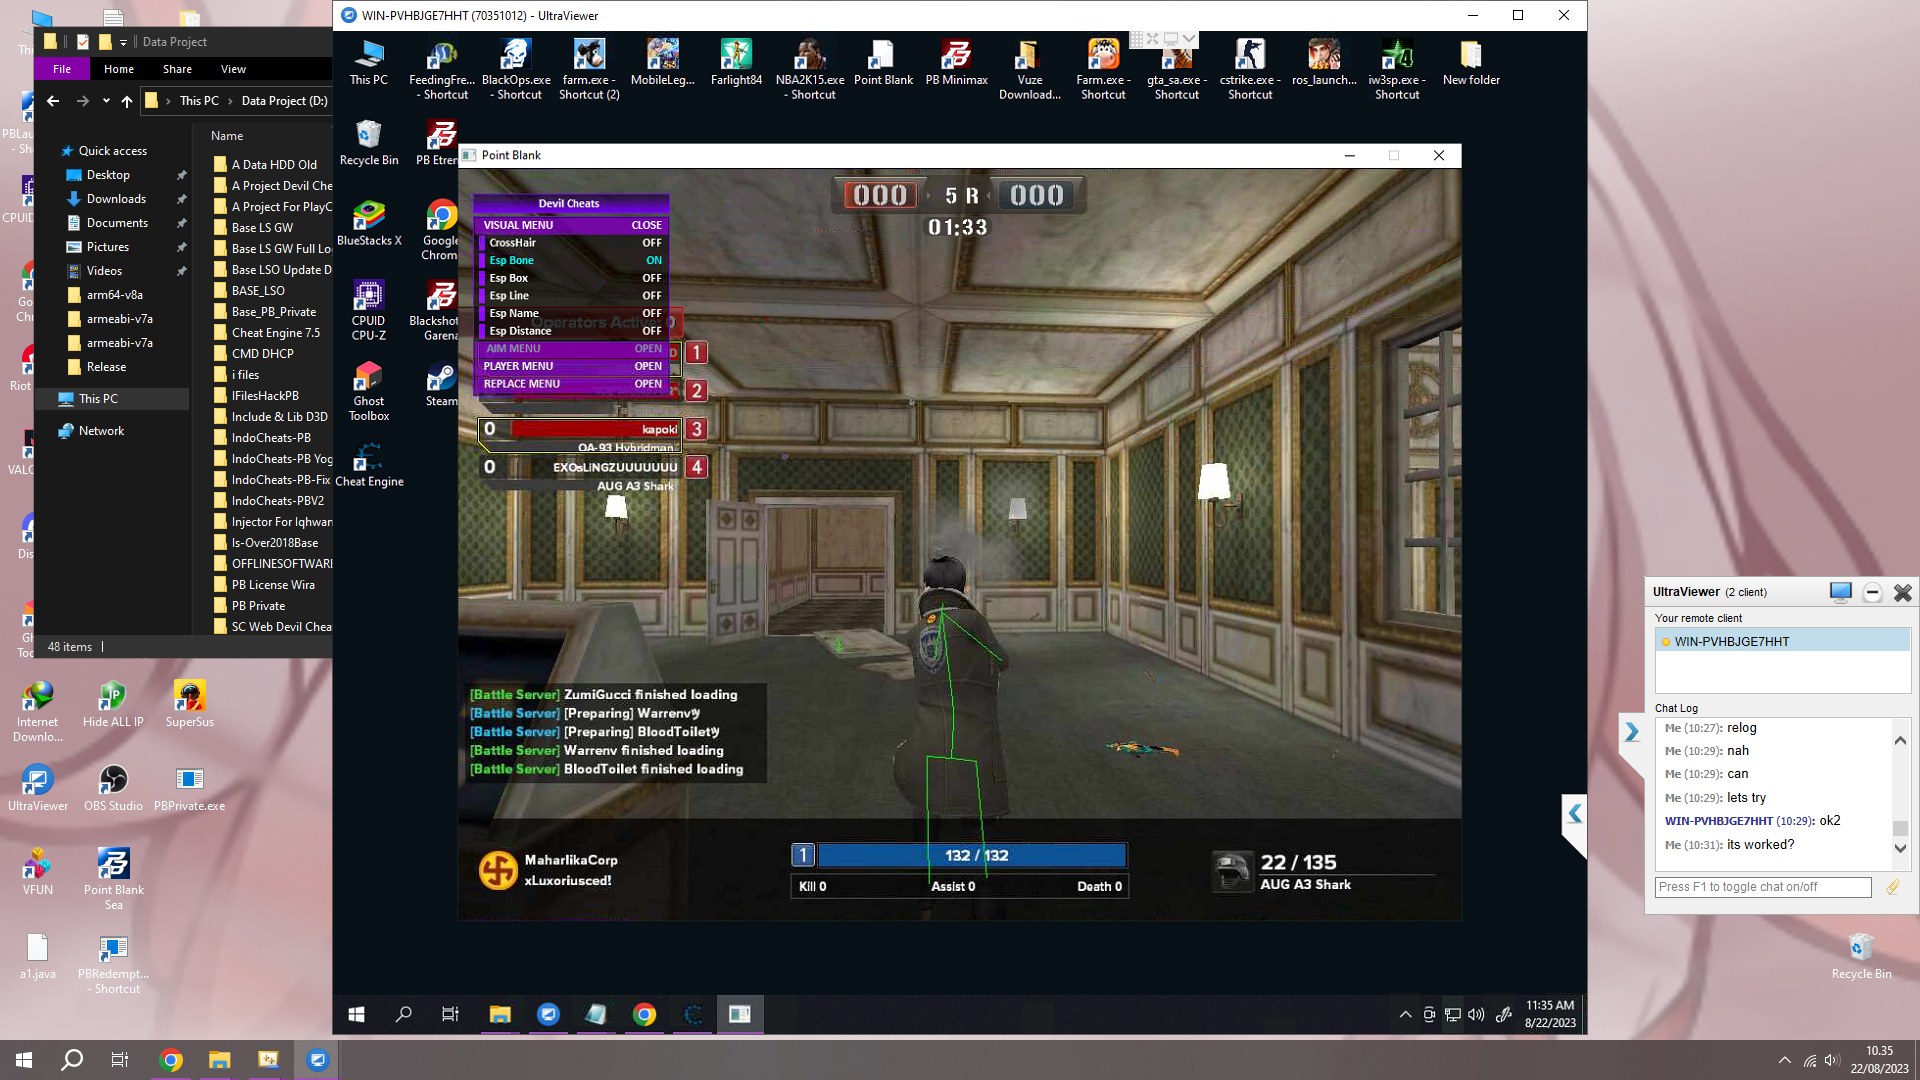 WIN-PVHBJGE7HHT (70351012) - UltraViewer
Data Project
File
Home
Share
View
This PC
Data Project (D:)
Name
Quick access
Desktop
Downloads
Documents
Pictures
Videos
arm64-v8a
armeabi-v7a
armeabi-v7a
Release
This PC
Network
A Data HDD Old
A Project Devil Che
A Project For PlayC
Base LS GW
Base LS GW Full Lo
Base LSO Update D
BASE_LSO
Base_PB_Private
Cheat Engine 7.5
CMD DHCP
i files
IFilesHackPB
Include & Lib D3D
IndoCheats-PB
IndoCheats-PB Yog
IndoCheats-PB-Fix
IndoCheats-PBV2
Injector For Iqhwan
Is-Over2018Base
OFFLINESOFTWARE
PB License Wira
PB Private
SC Web Devil Chea
48 items
Internet
Downlo...
Hide ALL IP
SuperSus
UltraViewer
OBS Studio
PBPrivate.exe
VFUN
Point Blank
Sea
a1.java
PBRedempt...
- Shortcut
This PC
FeedingFre...
- Shortcut
BlackOps.exe
- Shortcut
farm.exe -
Shortcut (2)
MobileLeg...
Farlight84
NBA2K15.exe
- Shortcut
Point Blank
PB Minimax
Vuze
Download...
Farm.exe -
Shortcut
gta_sa.exe -
Shortcut
cstrike.exe -
Shortcut
ros_launch...
iw3sp.exe -
Shortcut
New folder
Recycle Bin
PB Etren
BlueStacks X
Google
Chrom
CPUID
CPU-Z
Blackshot
Garena
Ghost
Toolbox
Steam
Cheat Engine
Point Blank
Devil Cheats
VISUAL MENU CLOSE
CrossHair OFF
Esp Bone ON
Esp Box OFF
Esp Line OFF
Esp Name OFF
Esp Distance OFF
AIM MENU OPEN
PLAYER MENU OPEN
REPLACE MENU OPEN
000 5 R 000
01:33
1
2
0 kapoki 3
OA-93 Hybridman
0 EXOsLiNGZUUUUUUU 4
AUG A3 Shark
[Battle Server] ZumiGucci finished loading
[Battle Server] [Preparing] Warrenv
[Battle Server] [Preparing] BloodToilet
[Battle Server] Warrenv finished loading
[Battle Server] BloodToilet finished loading
MaharlikaCorp
xLuxoriusced!
1 132 / 132
Kill 0 Assist 0 Death 0
22 / 135
AUG A3 Shark
11:35 AM
8/22/2023
UltraViewer (2 client)
Your remote client
WIN-PVHBJGE7HHT
Chat Log
Me (10:27): relog
Me (10:29): nah
Me (10:29): can
Me (10:29): lets try
WIN-PVHBJGE7HHT (10:29): ok2
Me (10:31): its worked?
Press F1 to toggle chat on/off
Recycle Bin
10.35
22/08/2023